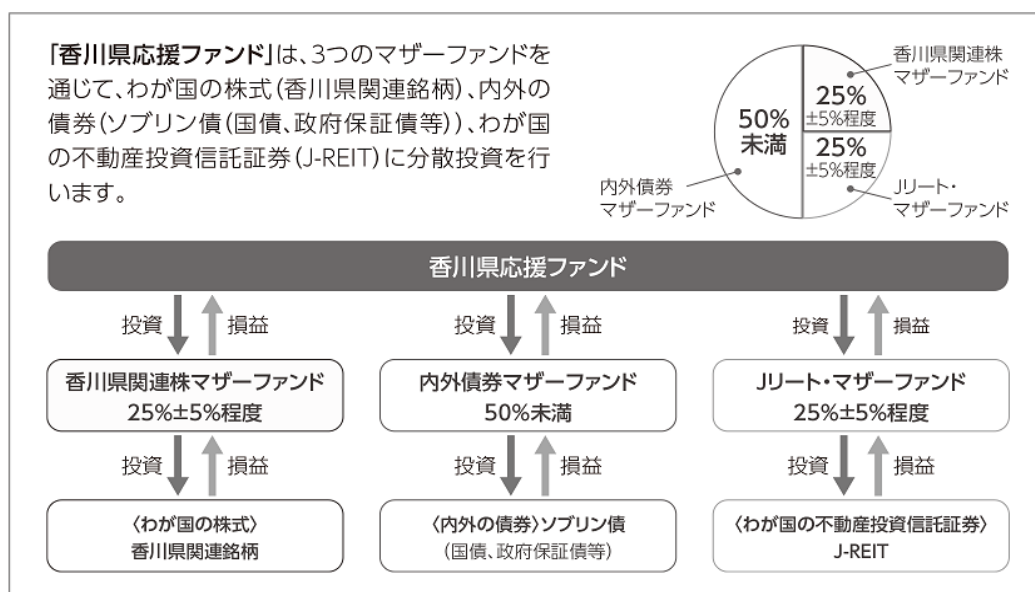 「香川県応援ファンド」は、3つのマザーファンドを
通じて、わが国の株式(香川県関連銘柄)、内外の
債券(ソブリン債(国債、政府保証債等))、わが国
の不動産投資信託証券(J-REIT)に分散投資を行
います。
香川県関連株
マザーファンド
25%
±5%程度
50%
未満
25%
±5%程度
内外債券
マザーファンド
Jリート・
マザーファンド
香川県応援ファンド
投資 損益
投資 損益
投資 損益
香川県関連株マザーファンド
25%±5%程度
内外債券マザーファンド
50%未満
Jリート・マザーファンド
25%±5%程度
投資 損益
投資 損益
投資 損益
〈わが国の株式〉
香川県関連銘柄
〈内外の債券〉ソブリン債
(国債、政府保証債等)
〈わが国の不動産投資信託証券〉
J-REIT